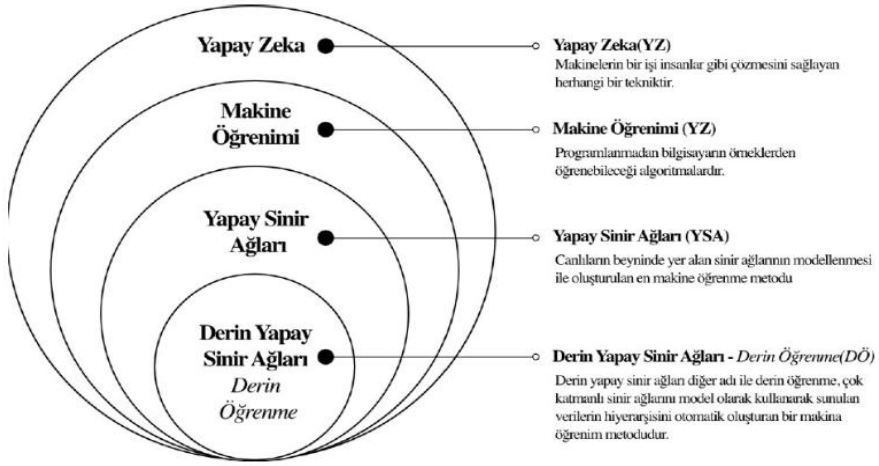 Yapay Zeka
Makine
Öğrenimi
Yapay Sinir
Ağları
Derin Yapay
Sinir Ağları
Derin
Öğrenme
Yapay Zeka(YZ)
Makinelerin bir işi insanlar gibi çözmesini sağlayan
herhangi bir tekniktir.
Makine Öğrenimi (YZ)
Programlanmadan bilgisayarın örneklerden
öğrenebileceği algoritmalardır.
Yapay Sinir Ağları (YSA)
Canlıların beyninde yer alan sinir ağlarının modellenmesi
ile oluşturulan en makine öğrenme metodu
Derin Yapay Sinir Ağları - Derin Öğrenme(DÖ)
Derin yapay sinir ağları diğer adı ile derin öğrenme, çok
katmanlı sinir ağlarını model olarak kullanarak sunulan
verilerin hiyerarşisini otomatik oluşturan bir makina
öğrenim metodudur.